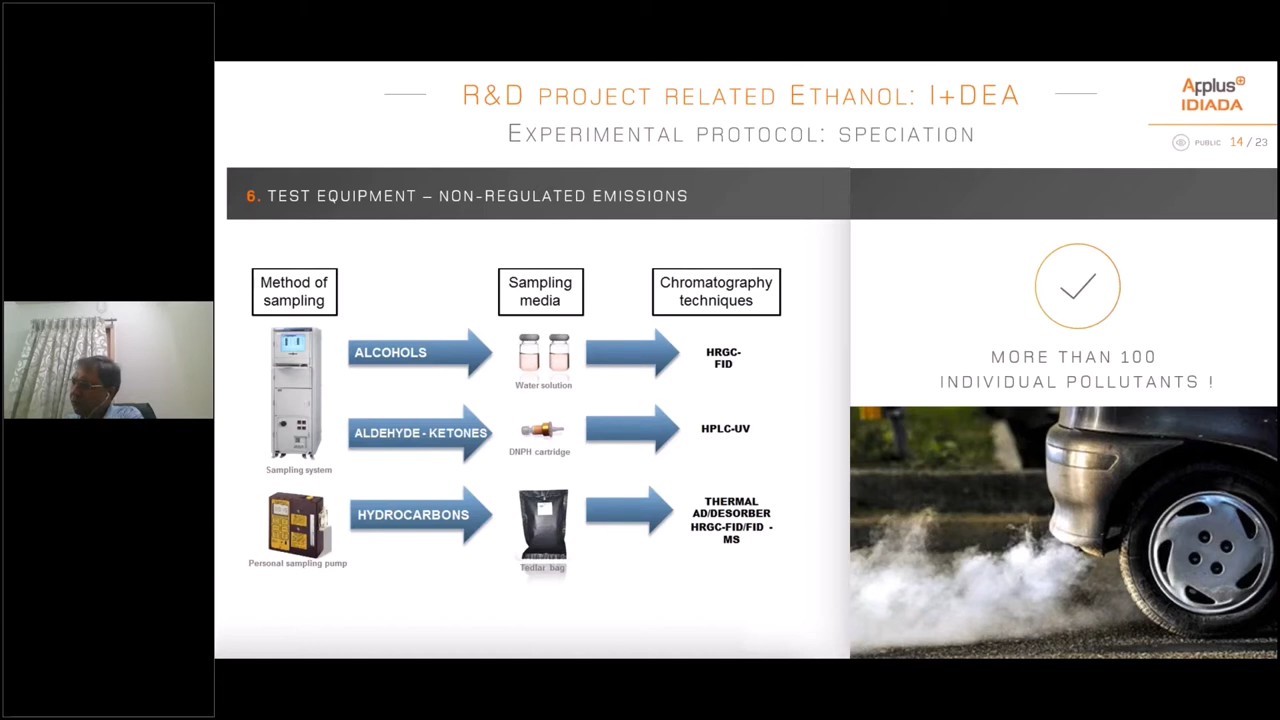 R&D PROJECT RELATED ETHANOL: I+DEA
EXPERIMENTAL PROTOCOL: SPECIATION
Applus+
IDIADA
PUBLIC 14 / 23
6. TEST EQUIPMENT – NON-REGULATED EMISSIONS
Method of
sampling
Sampling
media
Chromatography
techniques
ALCOHOLS
Water solution
HRGC-
FID
ALDEHYDE - KETONES
DNPH cartridge
HPLC-UV
Sampling system
HYDROCARBONS
Tedlar bag
THERMAL
AD/DESORBER
HRGC-FID/FID -
MS
Personal sampling pump
MORE THAN 100
INDIVIDUAL POLLUTANTS !